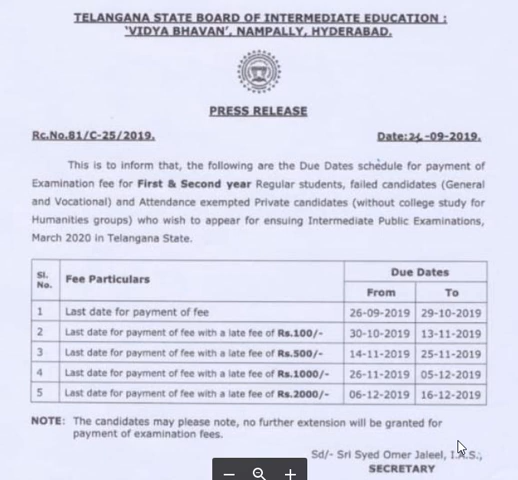 TELANGANA STATE BOARD OF INTERMEDIATE EDUCATION :
'VIDYA BHAVAN', NAMPALLY, HYDERABAD.
PRESS RELEASE
Rc.No.81/C-25/2019. Date: -09-2019.
This is to inform that, the following are the Due Dates schedule for payment of
Examination fee for First & Second year Regular students, failed candidates (General
and Vocational) and Attendance exempted Private candidates (without college study for
Humanities groups) who wish to appear for ensuing Intermediate Public Examinations,
March 2020 in Telangana State.
Sl. No. Fee Particulars Due Dates
From To
1 Last date for payment of fee 26-09-2019 29-10-2019
2 Last date for payment of fee with a late fee of Rs.100/- 30-10-2019 13-11-2019
3 Last date for payment of fee with a late fee of Rs.500/- 14-11-2019 25-11-2019
4 Last date for payment of fee with a late fee of Rs.1000/- 26-11-2019 05-12-2019
5 Last date for payment of fee with a late fee of Rs.2000/- 06-12-2019 16-12-2019
NOTE: The candidates may please note, no further extension will be granted for
payment of examination fees.
Sd/- Sri Syed Omer Jaleel, I.A.S.,
SECRETARY